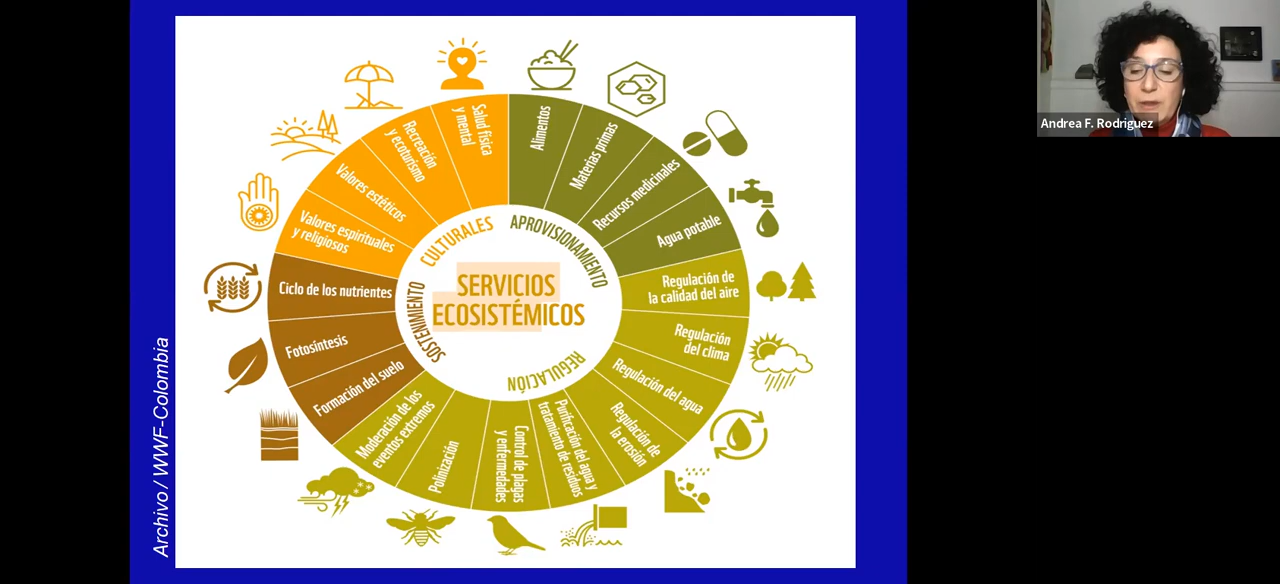 SERVICIOS
ECOSISTÉMICOS
APROVISIONAMIENTO
Alimentos
Materias primas
Recursos medicinales
Agua potable
REGULACIÓN
Regulación de
la calidad del aire
Regulación
del clima
Regulación del agua
Regulación de
la erosión
Purificación del agua y
tratamiento de residuos
Control de plagas
y enfermedades
Polinización
Moderación de los
eventos extremos
SOSTENIMIENTO
Formación del suelo
Fotosíntesis
Ciclo de los nutrientes
CULTURALES
Valores espirituales
y religiosos
Valores estéticos
Recreación
y ecoturismo
Salud física
y mental
Archivo / WWF-Colombia
Andrea F. Rodriguez